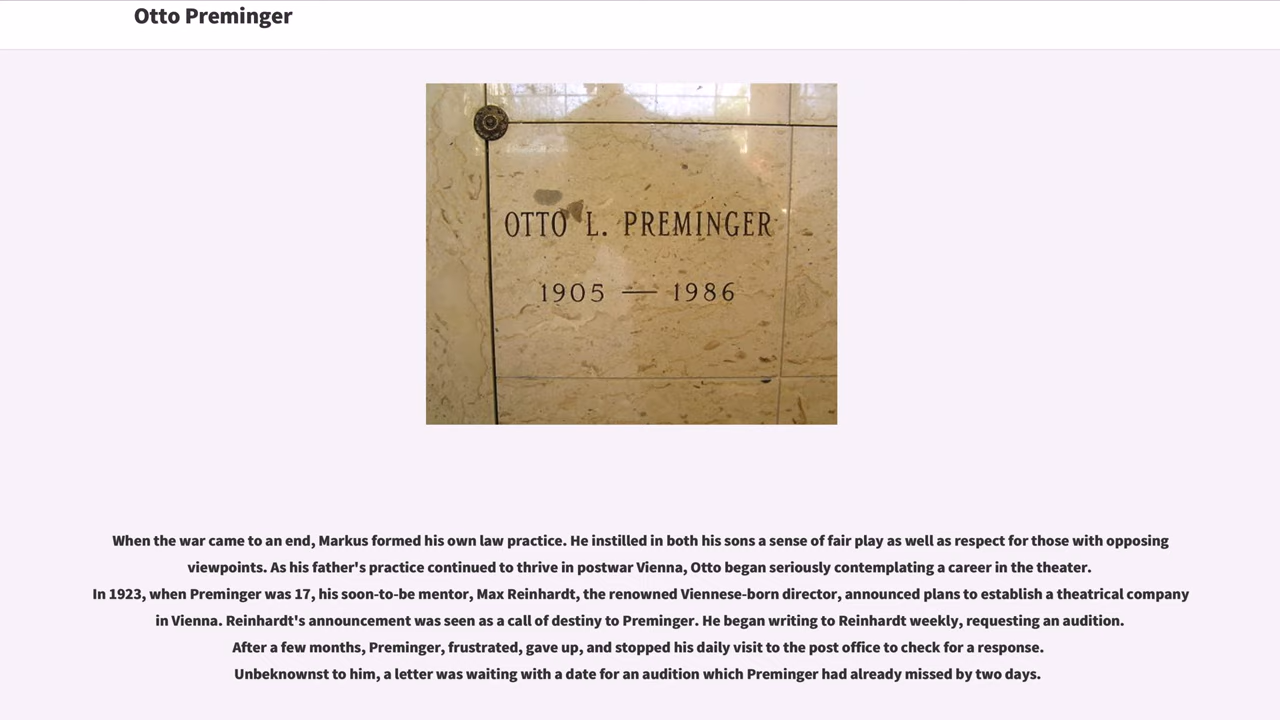 Otto Preminger
OTTO L. PREMINGER
1905 — 1986
When the war came to an end, Markus formed his own law practice. He instilled in both his sons a sense of fair play as well as respect for those with opposing
viewpoints. As his father's practice continued to thrive in postwar Vienna, Otto began seriously contemplating a career in the theater.
In 1923, when Preminger was 17, his soon-to-be mentor, Max Reinhardt, the renowned Viennese-born director, announced plans to establish a theatrical company
in Vienna. Reinhardt's announcement was seen as a call of destiny to Preminger. He began writing to Reinhardt weekly, requesting an audition.
After a few months, Preminger, frustrated, gave up, and stopped his daily visit to the post office to check for a response.
Unbeknownst to him, a letter was waiting with a date for an audition which Preminger had already missed by two days.